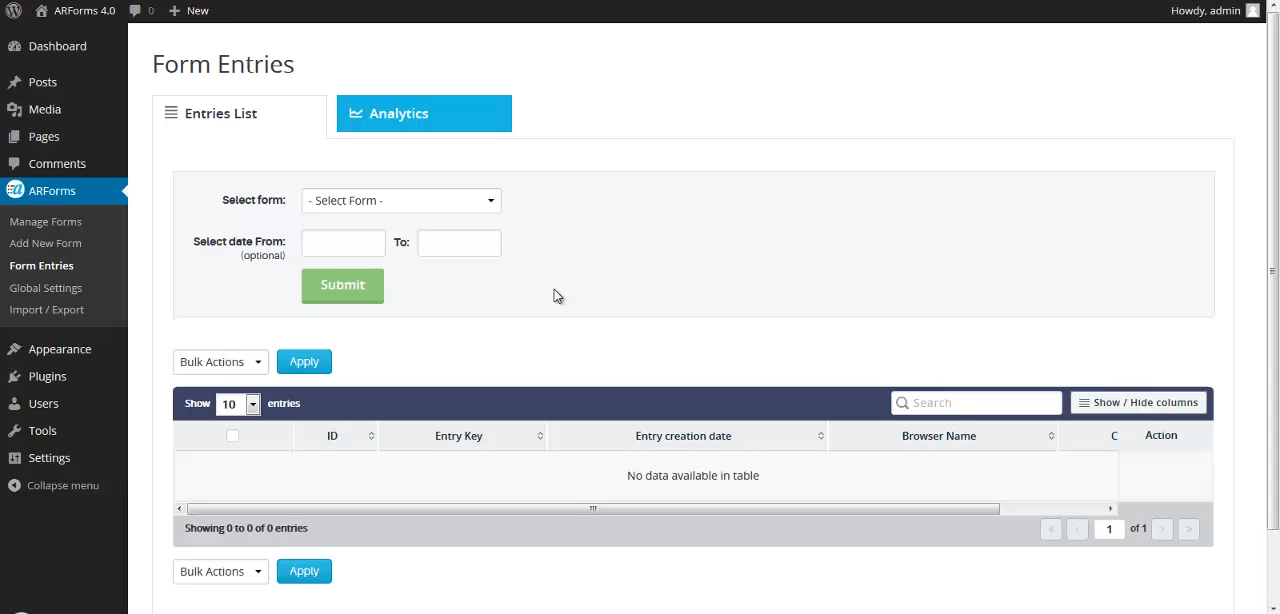 ARForms 4.0 0 New Howdy, admin
Dashboard
Posts
Media
Pages
Comments
ARForms
Manage Forms
Add New Form
Form Entries
Global Settings
Import / Export
Appearance
Plugins
Users
Tools
Settings
Collapse menu
Form Entries
Entries List Analytics
Select form: - Select Form -
Select date From: To:
(optional)
Submit
Bulk Actions Apply
Show 10 entries Search Show / Hide columns
ID Entry Key Entry creation date Browser Name C Action
No data available in table
Showing 0 to 0 of 0 entries « ‹ 1 of 1 › »
Bulk Actions Apply